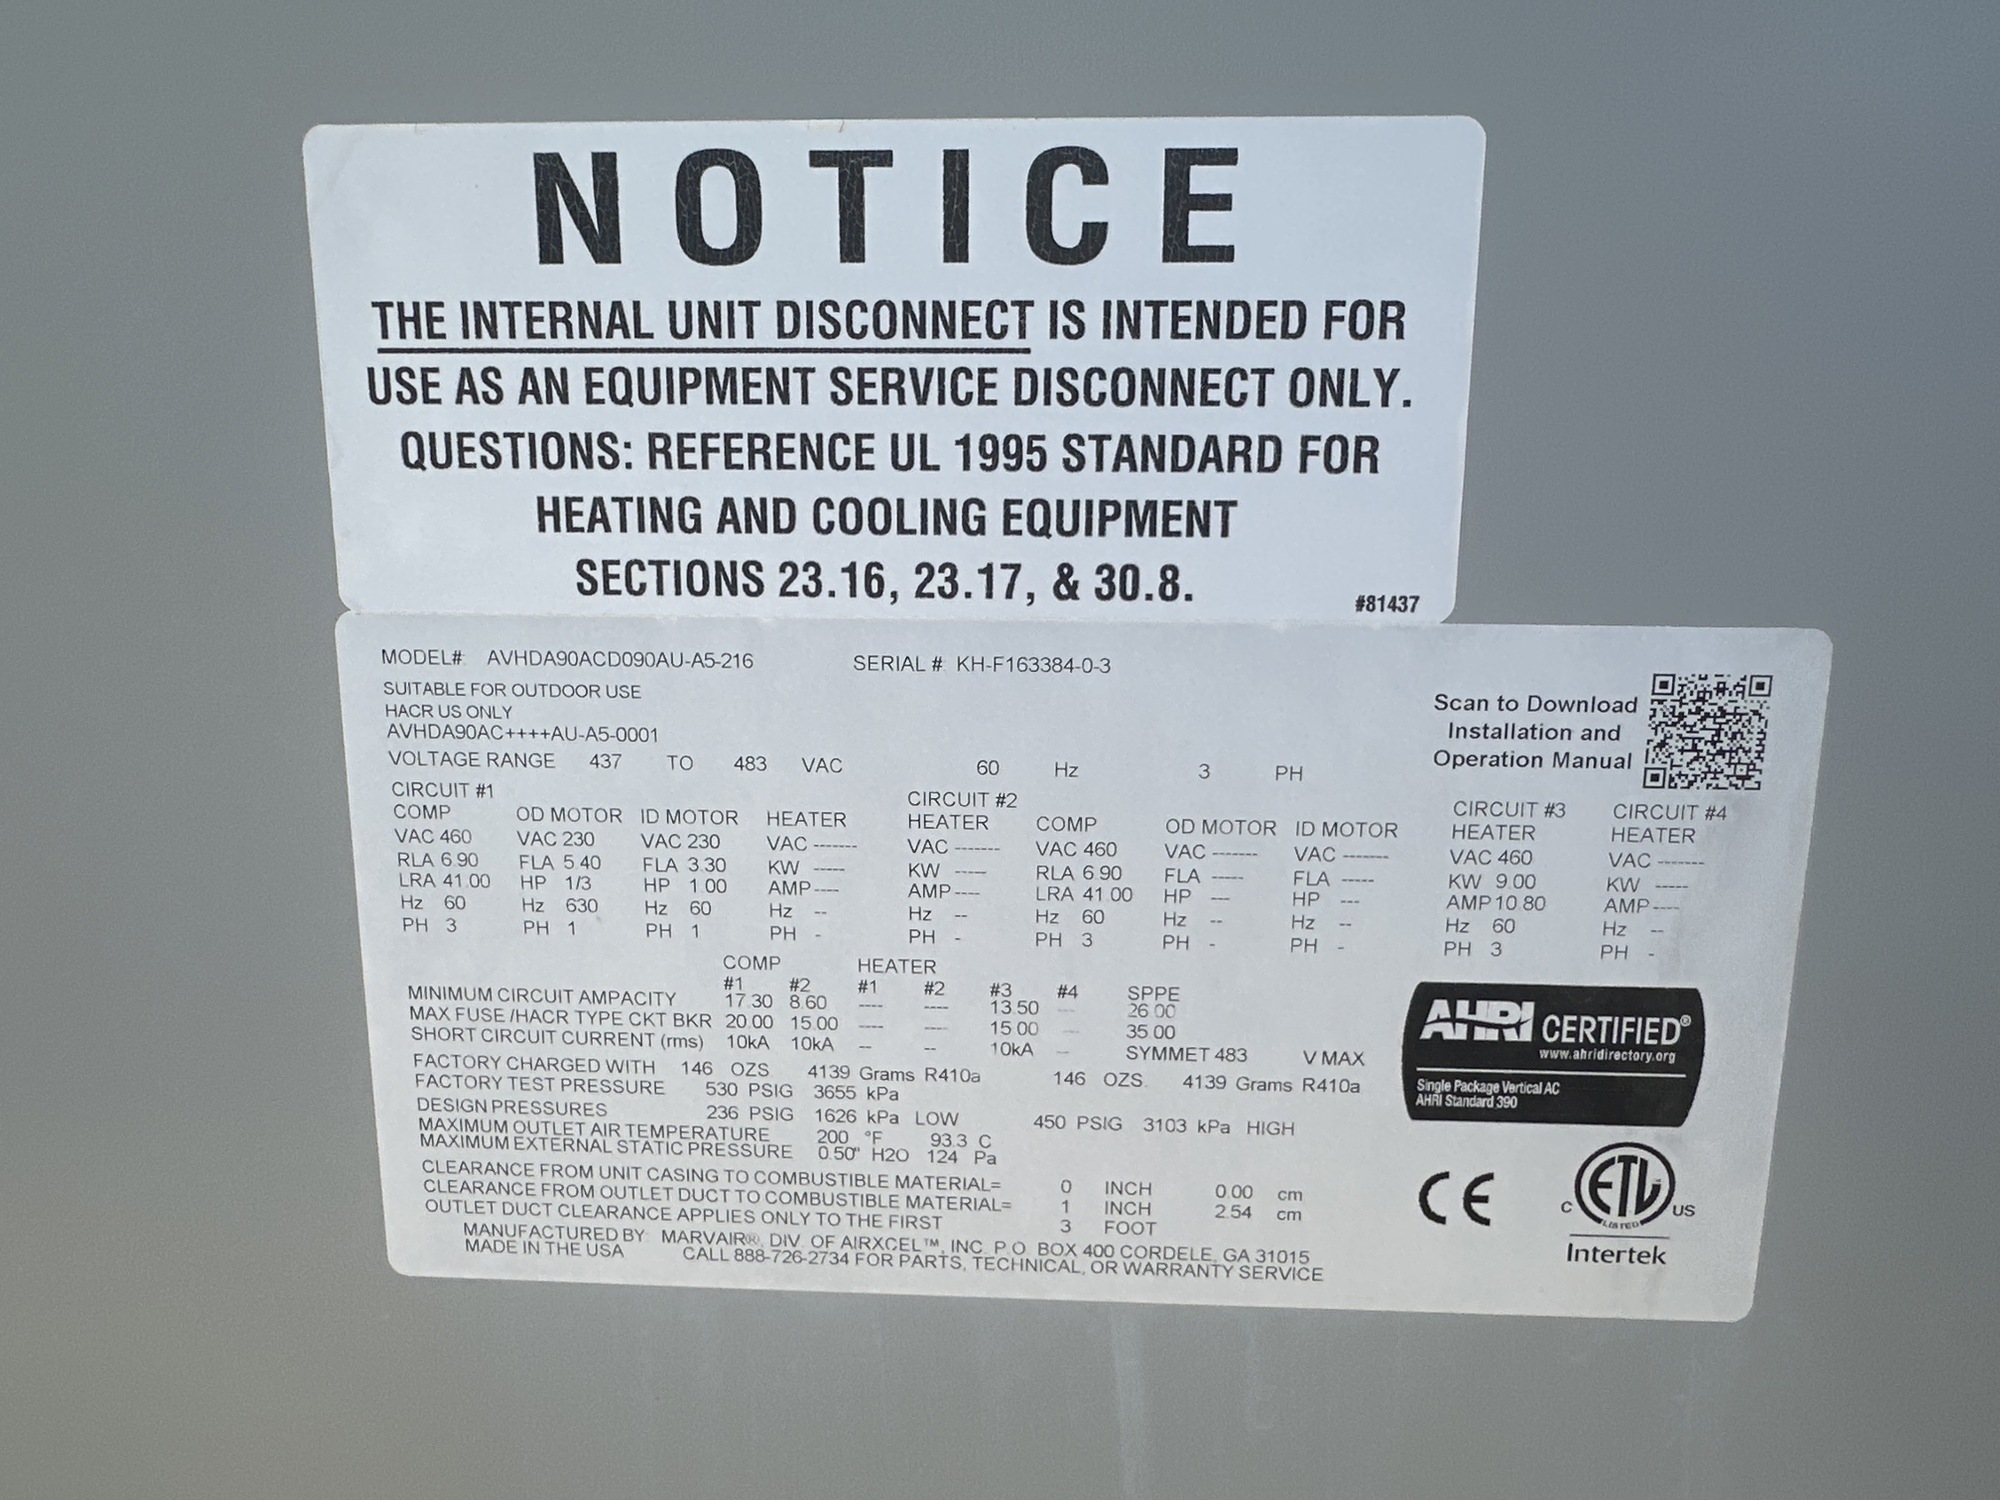 NOTICE
THE INTERNAL UNIT DISCONNECT IS INTENDED FOR
USE AS AN EQUIPMENT SERVICE DISCONNECT ONLY.
QUESTIONS: REFERENCE UL 1995 STANDARD FOR
HEATING AND COOLING EQUIPMENT
SECTIONS 23.16, 23.17, & 30.8.
#81437
MODEL# AVHDA90ACD090AU-A5-216 SERIAL # KH-F163384-0-3
SUITABLE FOR OUTDOOR USE
HACR US ONLY
AVHDA90AC++++AU-A5-0001
Scan to Download
Installation and
Operation Manual
VOLTAGE RANGE 437 TO 483 VAC 60 Hz 3 PH
CIRCUIT #1 CIRCUIT #2 CIRCUIT #3 CIRCUIT #4
COMP OD MOTOR ID MOTOR HEATER HEATER COMP OD MOTOR ID MOTOR HEATER HEATER
VAC 460 VAC 230 VAC 230 VAC ------- VAC ------- VAC 460 VAC ------- VAC ------- VAC 460 VAC -------
RLA 6.90 FLA 5.40 FLA 3.30 KW ----- KW ----- RLA 6.90 FLA ----- FLA ----- KW 9.00 KW -----
LRA 41.00 HP 1/3 HP 1.00 AMP---- AMP---- LRA 41.00 HP --- HP --- AMP 10.80 AMP----
Hz 60 Hz 630 Hz 60 Hz -- Hz -- Hz 60 Hz -- Hz -- Hz 60 Hz --
PH 3 PH 1 PH 1 PH - PH - PH 3 PH - PH - PH 3 PH -
COMP HEATER
#1 #2 #1 #2 #3 #4 SPPE
MINIMUM CIRCUIT AMPACITY 17.30 8.60 ---- ---- 13.50 ---- 26.00
MAX FUSE /HACR TYPE CKT BKR 20.00 15.00 ---- ---- 15.00 ---- 35.00
SHORT CIRCUIT CURRENT (rms) 10kA 10kA -- -- 10kA -- SYMMET 483 V MAX
FACTORY CHARGED WITH 146 OZS 4139 Grams R410a 146 OZS. 4139 Grams R410a
FACTORY TEST PRESSURE 530 PSIG 3655 kPa
DESIGN PRESSURES 236 PSIG 1626 kPa LOW 450 PSIG 3103 kPa HIGH
MAXIMUM OUTLET AIR TEMPERATURE 200 °F 93.3 C
MAXIMUM EXTERNAL STATIC PRESSURE 0.50" H2O 124 Pa
CLEARANCE FROM UNIT CASING TO COMBUSTIBLE MATERIAL= 0 INCH 0.00 cm
CLEARANCE FROM OUTLET DUCT TO COMBUSTIBLE MATERIAL= 1 INCH 2.54 cm
OUTLET DUCT CLEARANCE APPLIES ONLY TO THE FIRST 3 FOOT
MANUFACTURED BY: MARVAIR®, DIV. OF AIRXCEL™, INC. P.O. BOX 400 CORDELE, GA 31015
MADE IN THE USA CALL 888-726-2734 FOR PARTS, TECHNICAL, OR WARRANTY SERVICE
AHRI CERTIFIED®
www.ahridirectory.org
Single Package Vertical AC
AHRI Standard 390
CE
C ETL US
LISTED
Intertek